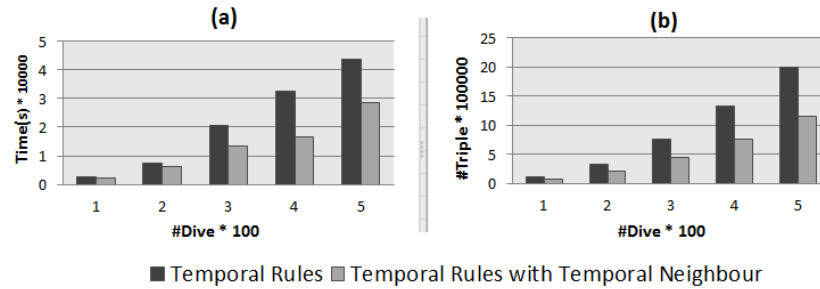 (a)
5
4
3
2
1
0
Time(s) * 10000
1 2 3 4 5
#Dive * 100
(b)
25
20
15
10
5
0
#Triple * 100000
1 2 3 4 5
#Dive * 100
Temporal Rules Temporal Rules with Temporal Neighbour